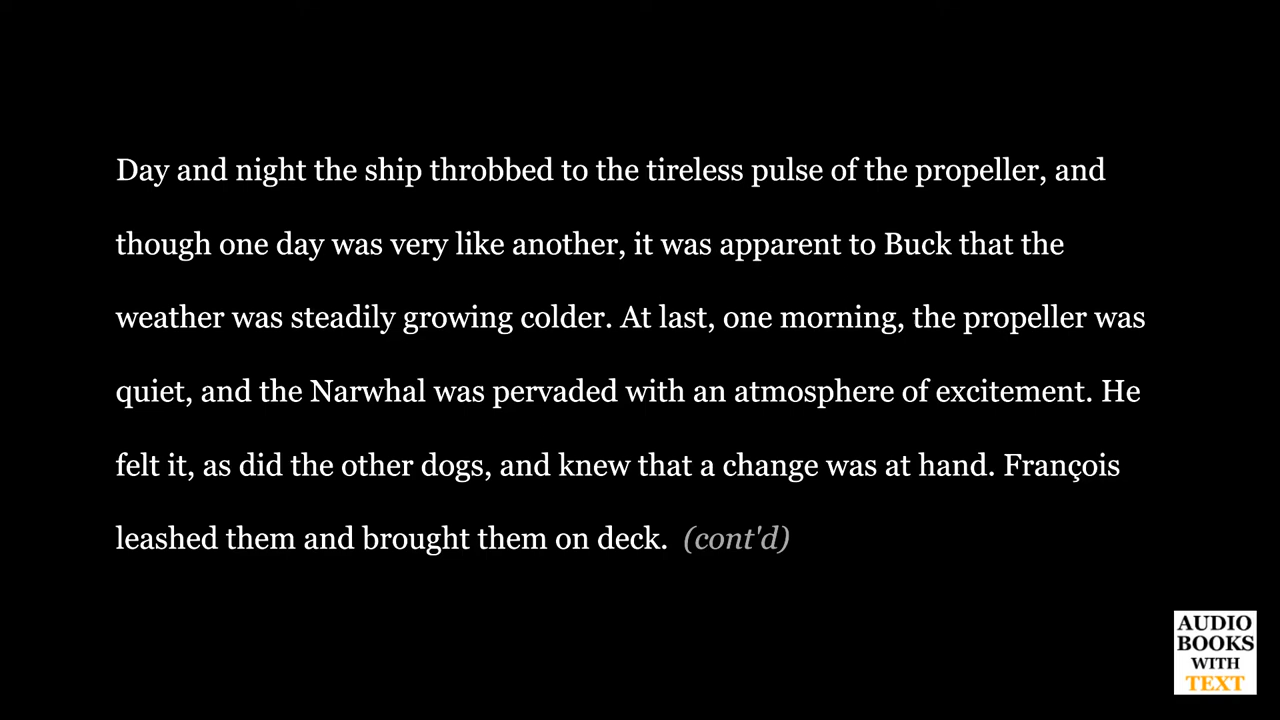 Day and night the ship throbbed to the tireless pulse of the propeller, and
though one day was very like another, it was apparent to Buck that the
weather was steadily growing colder. At last, one morning, the propeller was
quiet, and the Narwhal was pervaded with an atmosphere of excitement. He
felt it, as did the other dogs, and knew that a change was at hand. François
leashed them and brought them on deck. (cont'd)
AUDIO
BOOKS
WITH
TEXT